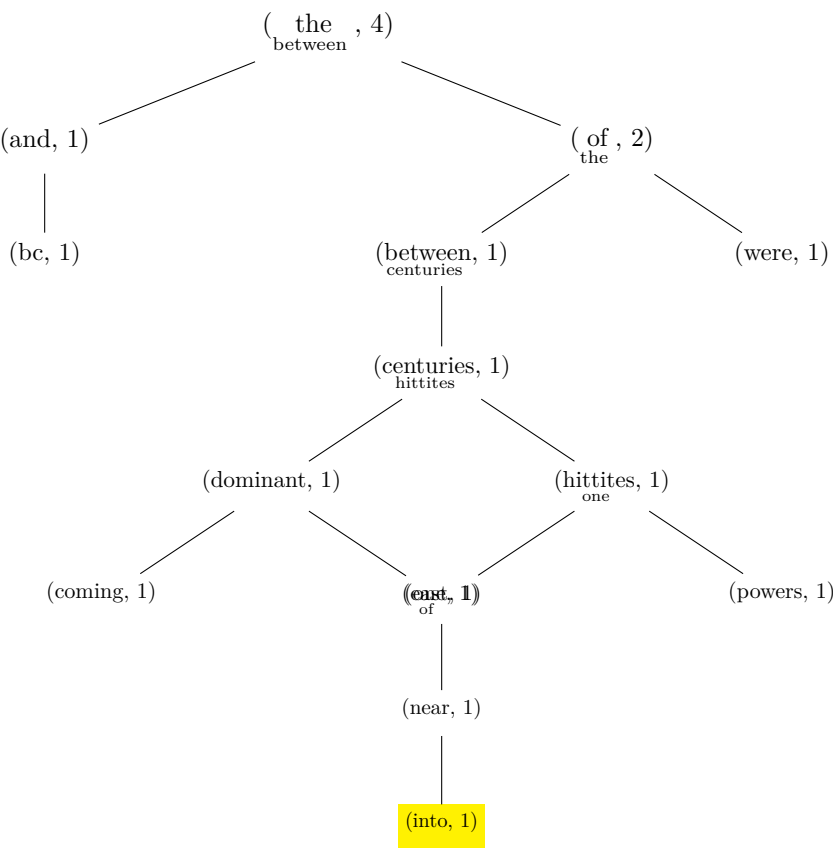 ( the , 4)
between
(and, 1)
( of , 2)
the
(bc, 1)
(between, 1)
centuries
(were, 1)
(centuries, 1)
hittites
(dominant, 1)
(hittites, 1)
one
(coming, 1)
of
(powers, 1)
(near, 1)
(into, 1)